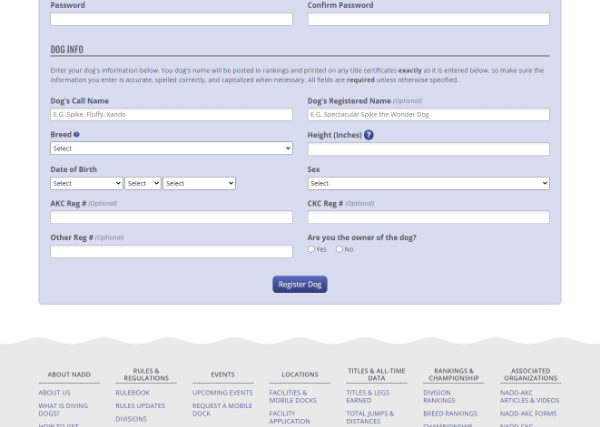 Password Confirm Password
DOG INFO
Enter your dog's information below. You dog's name will be posted in rankings and printed on any title certificates exactly as it is entered below, so make sure the
information you enter is accurate, spelled correctly, and capitalized when necessary. All fields are required unless otherwise specified.
Dog's Call Name Dog's Registered Name (Optional)
E.G. Spike, Fluffy, Xando E.G. Spectacular Spike the Wonder Dog
Breed ? Height (Inches) ?
Select
Date of Birth Sex
Select Select Select Select
AKC Reg # (Optional) CKC Reg # (Optional)
Other Reg # (Optional) Are you the owner of the dog?
Yes No
Register Dog
ABOUT NADD
ABOUT US
WHAT IS DIVING
DOGS?
HOW TO GET
RULES &
REGULATIONS
RULEBOOK
RULES UPDATES
DIVISIONS
EVENTS
UPCOMING EVENTS
REQUEST A MOBILE
DOCK
LOCATIONS
FACILITIES &
MOBILE DOCKS
FACILITY
APPLICATION
TITLES & ALL-TIME
DATA
TITLES & LEGS
EARNED
TOTAL JUMPS &
DISTANCES
RANKINGS &
CHAMPIONSHIP
DIVISION
RANKINGS
BREED RANKINGS
CHAMPIONSHIP
ASSOCIATED
ORGANIZATIONS
NADD-AKC
ARTICLES & VIDEOS
NADD-AKC FORMS
NADD-CKC